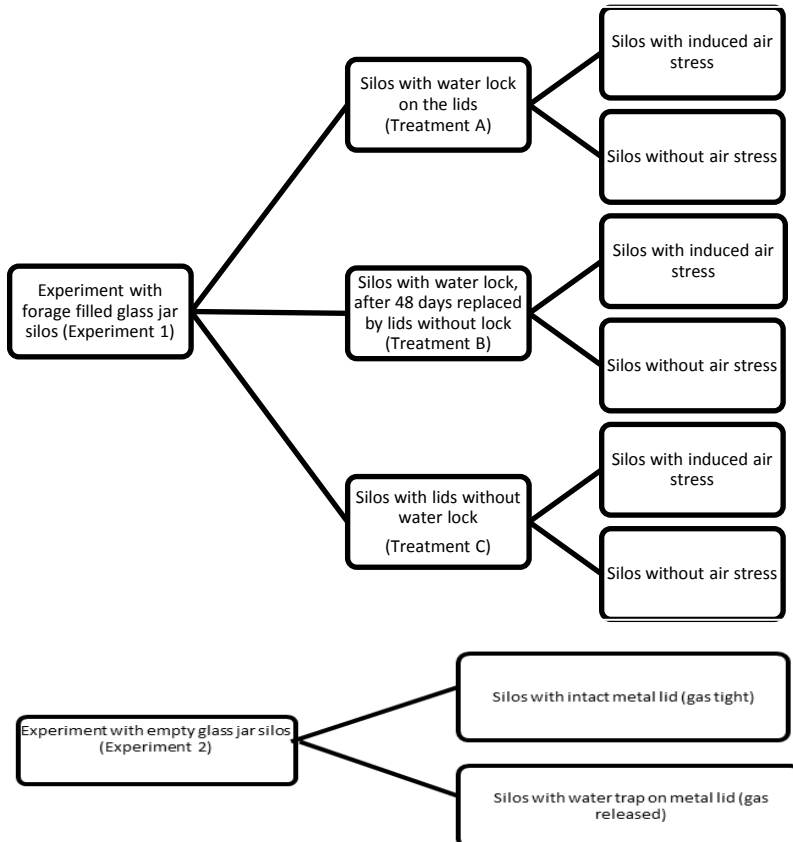 Experiment with
forage filled glass jar
silos (Experiment 1)
Silos with water lock
on the lids
(Treatment A)
Silos with induced air
stress
Silos without air stress
Silos with water lock,
after 48 days replaced
by lids without lock
(Treatment B)
Silos with induced air
stress
Silos without air stress
Silos with lids without
water lock
(Treatment C)
Silos with induced air
stress
Silos without air stress
Experiment with empty glass jar silos
(Experiment 2)
Silos with intact metal lid (gas tight)
Silos with water trap on metal lid (gas
released)